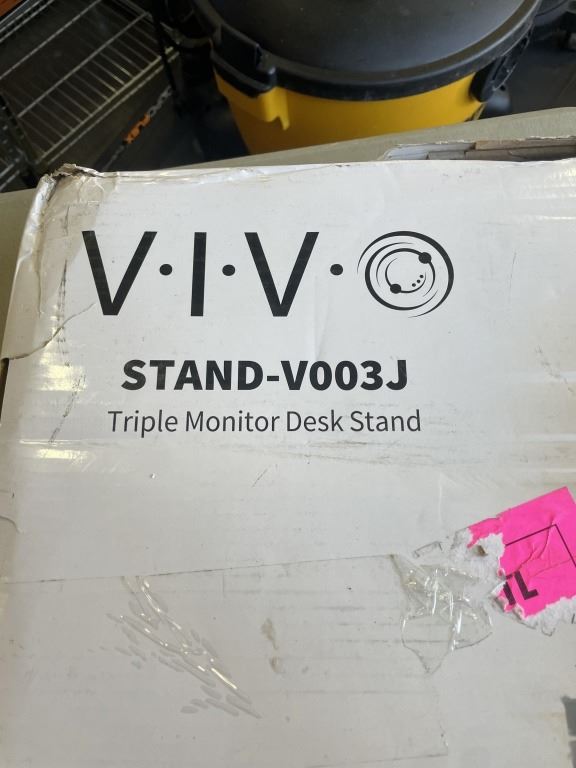 V·I·V·O
STAND-V003J
Triple Monitor Desk Stand